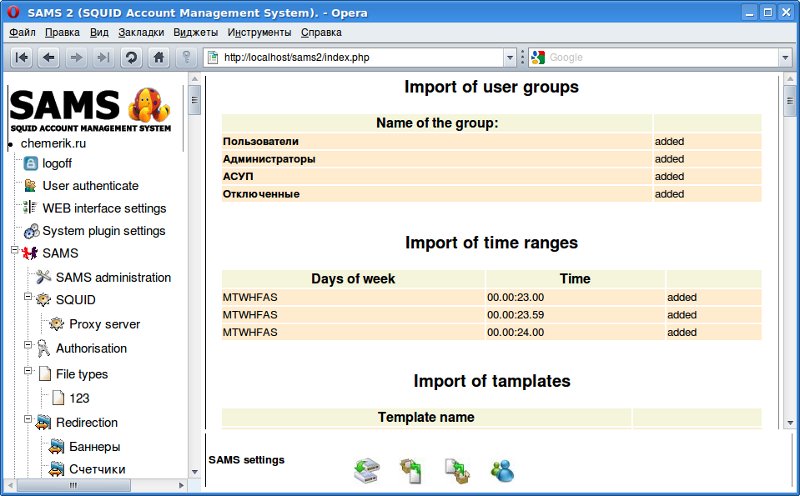 SAMS 2 (SQUID Account Management System). - Opera
Файл Правка Вид Закладки Виджеты Инструменты Справка
http://localhost/sams2/index.php
Google
SAMS
SQUID ACCOUNT MANAGEMENT SYSTEM
chemerik.ru
logoff
User authenticate
WEB interface settings
System plugin settings
SAMS
SAMS administration
SQUID
Proxy server
Authorisation
File types
123
Redirection
Баннеры
Счетчики
Import of user groups
Name of the group:
Пользователи added
Администраторы added
АСУП added
Отключенные added
Import of time ranges
Days of week Time
MTWHFAS 00.00:23.00 added
MTWHFAS 00.00:23.59 added
MTWHFAS 00.00:24.00 added
Import of tamplates
Template name
SAMS settings